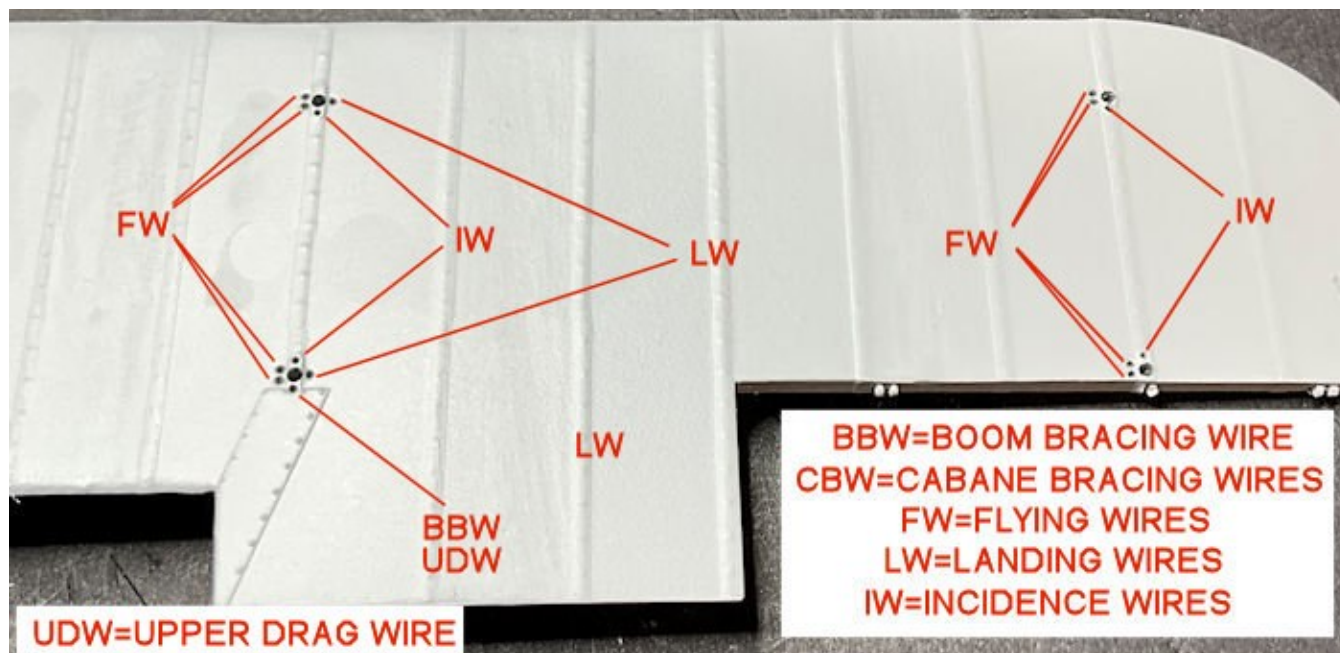 FW
IW
LW
FW
IW
LW
BBW
UDW
BBW=BOOM BRACING WIRE
CBW=CABANE BRACING WIRES
FW=FLYING WIRES
LW=LANDING WIRES
IW=INCIDENCE WIRES
UDW=UPPER DRAG WIRE